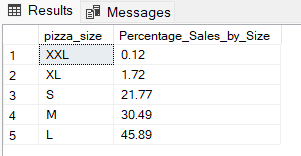 Results Messages
pizza_size Percentage_Sales_by_Size
1 XXL 0.12
2 XL 1.72
3 S 21.77
4 M 30.49
5 L 45.89